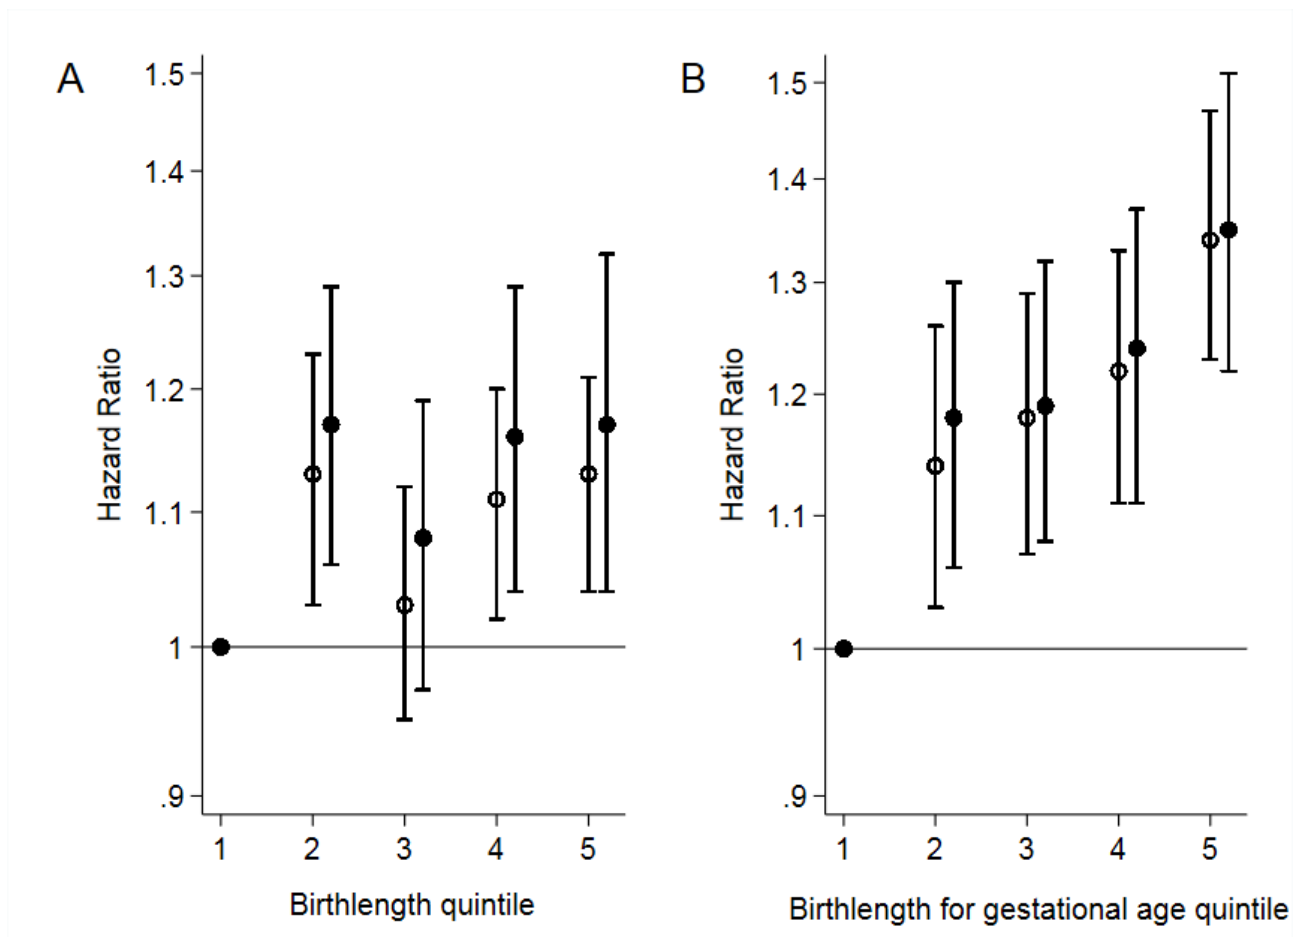 A
1.5
1.4
1.3
1.2
1.1
1
.9
Hazard Ratio
1 2 3 4 5
Birthlength quintile
B
1.5
1.4
1.3
1.2
1.1
1
.9
Hazard Ratio
1 2 3 4 5
Birthlength for gestational age quintile